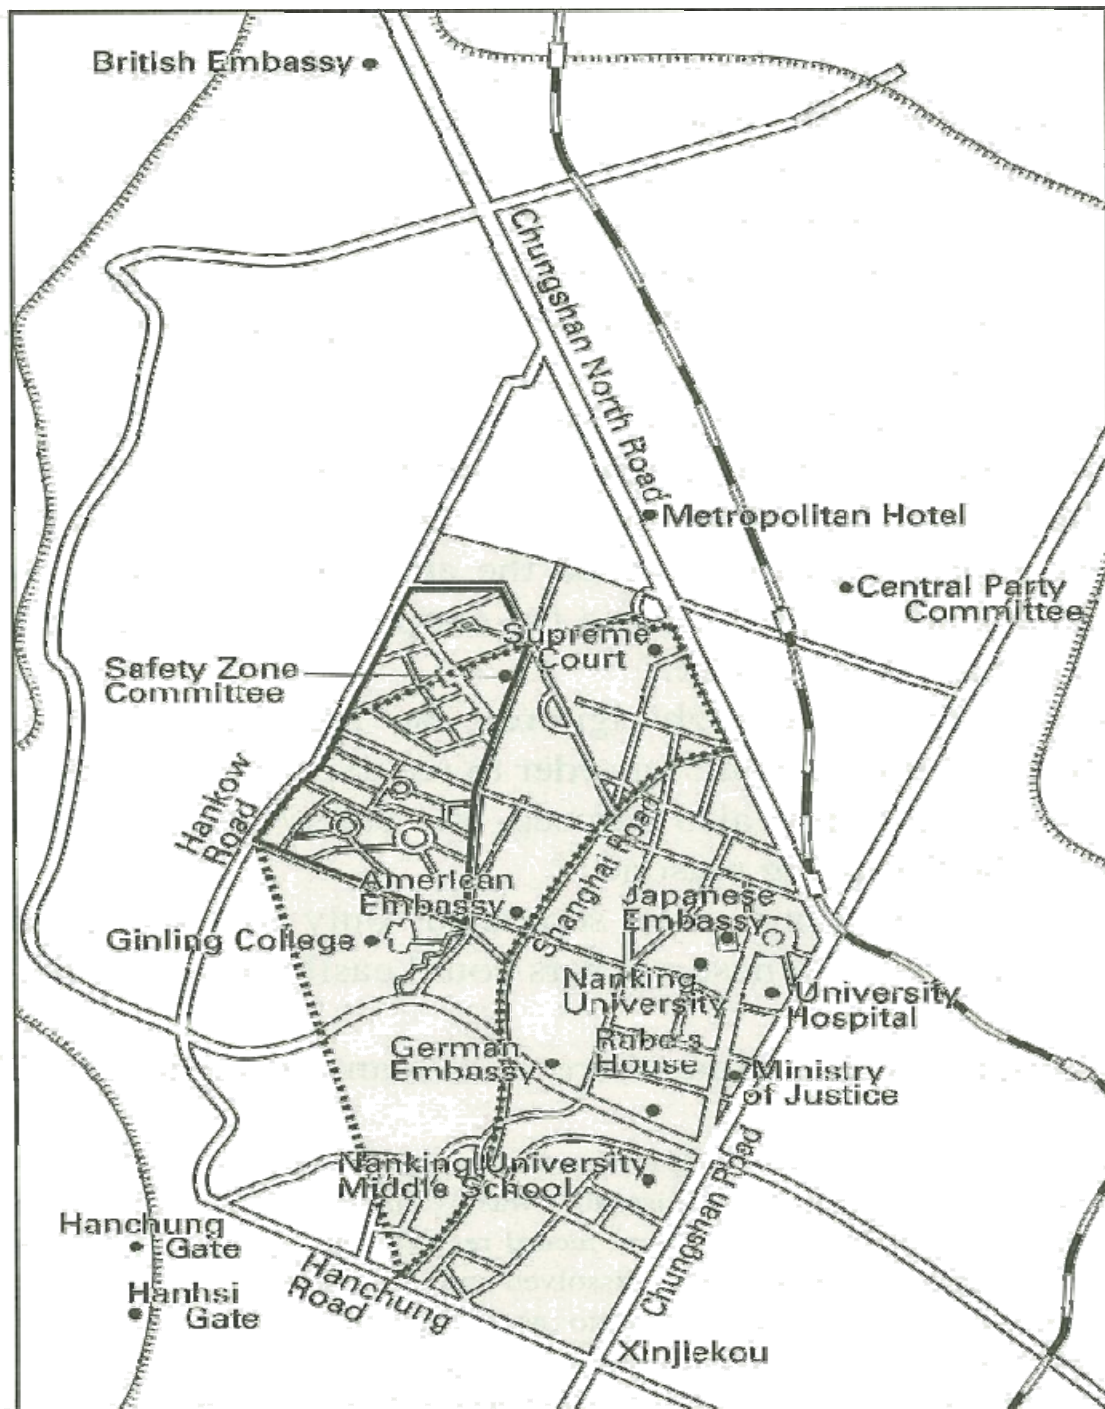 British Embassy
Chungshan North Road
Metropolitan Hotel
Central Party
Committee
Supreme
Court
Safety Zone
Committee
Hankow
Road
Shanghai Road
American
Embassy
Japanese
Embassy
Ginling College
Nanking
University
University
Hospital
German
Embassy
Rabe-s
House
Ministry
of Justice
Nanking University
Middle School
Chungshan Road
Hanchung
Gate
Hanhsi
Gate
Hanchung
Road
Xinjiekou